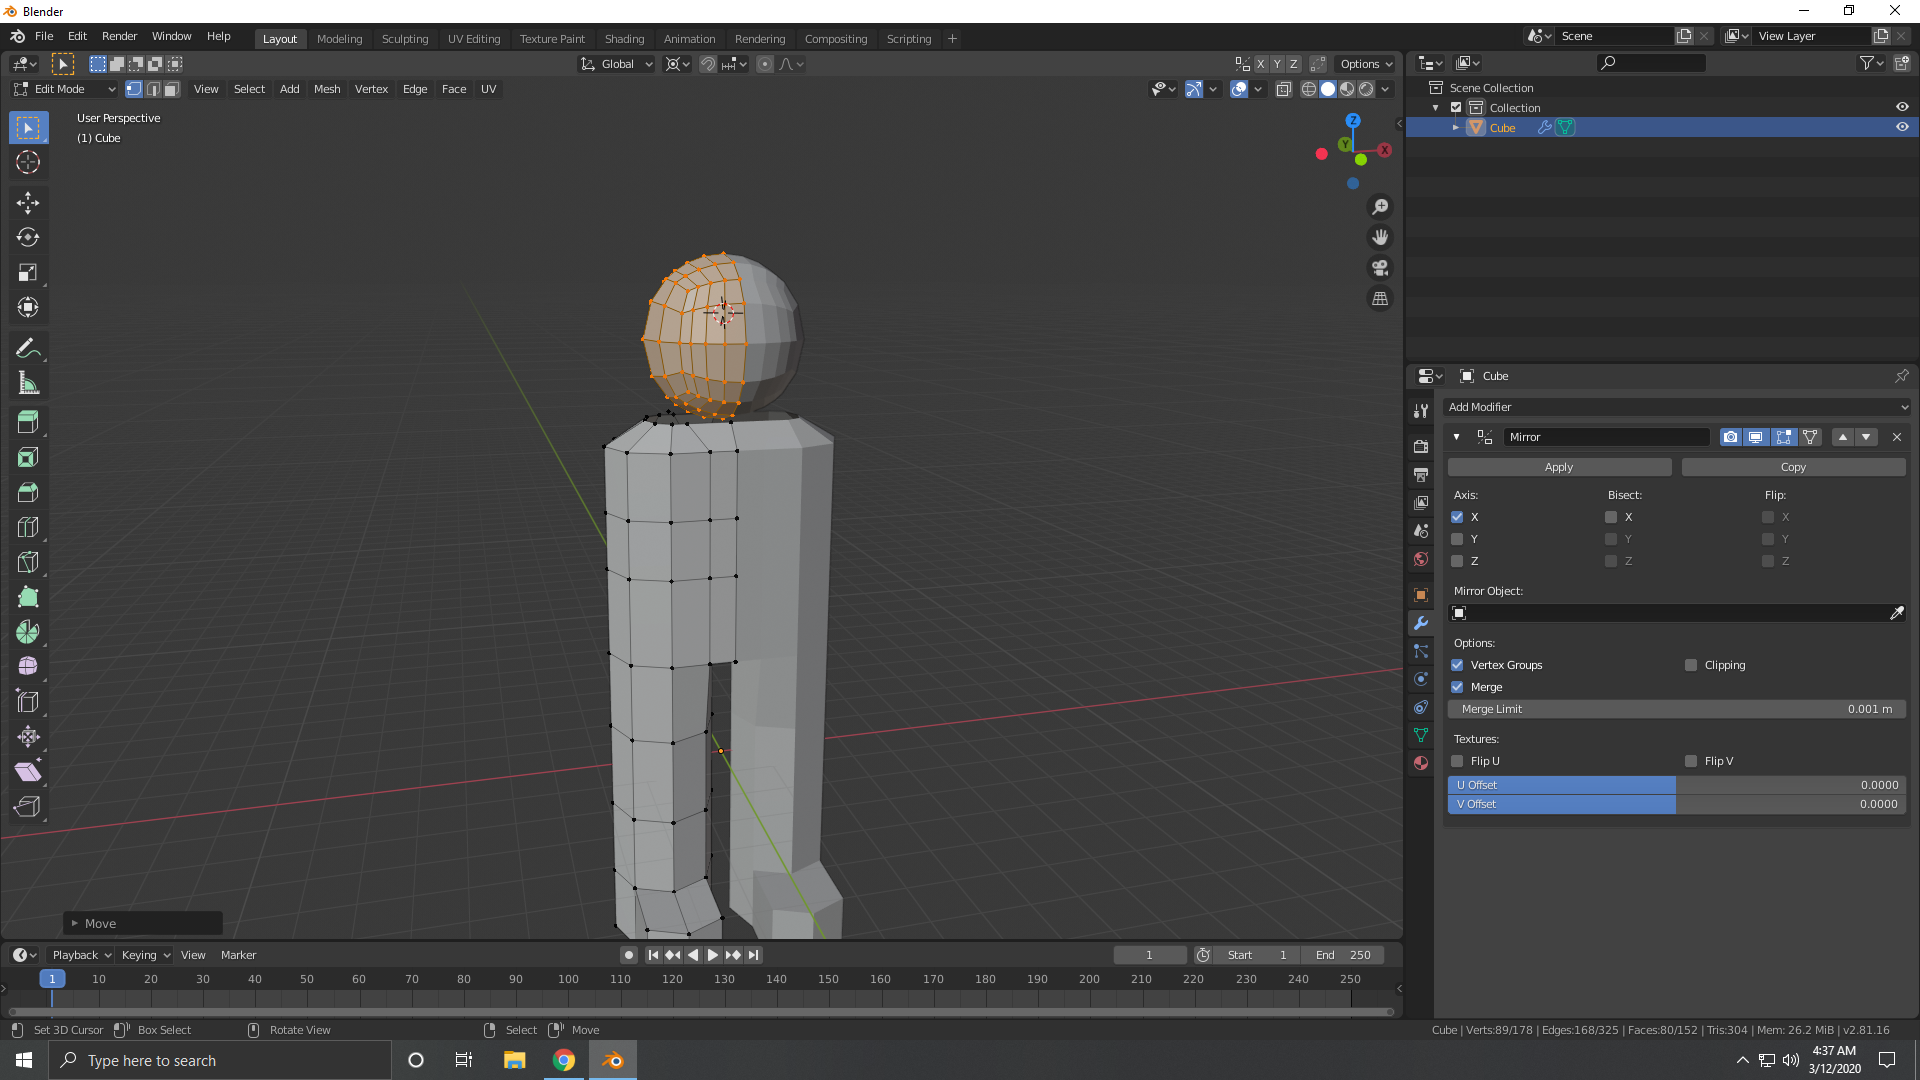 Blender
File Edit Render Window Help
Layout Modeling Sculpting UV Editing Texture Paint Shading Animation Rendering Compositing Scripting +
Scene
View Layer
Global
X Y Z Options
Edit Mode View Select Add Mesh Vertex Edge Face UV
User Perspective
(1) Cube
Z
Y
X
Scene Collection
Collection
Cube
Cube
Add Modifier
Mirror
Apply Copy
Axis: Bisect: Flip:
X X X
Y Y Y
Z Z Z
Mirror Object:
Options:
Vertex Groups Clipping
Merge
Merge Limit 0.001 m
Textures:
Flip U Flip V
U Offset 0.0000
V Offset 0.0000
Move
Playback Keying View Marker
1 Start 1 End 250
1 10 20 30 40 50 60 70 80 90 100 110 120 130 140 150 160 170 180 190 200 210 220 230 240 250
Set 3D Cursor Box Select Rotate View Select Move
Cube | Verts:89/178 | Edges:168/325 | Faces:80/152 | Tris:304 | Mem: 26.2 MiB | v2.81.16
Type here to search
4:37 AM
3/12/2020